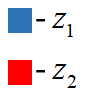 - z₁
- z₂